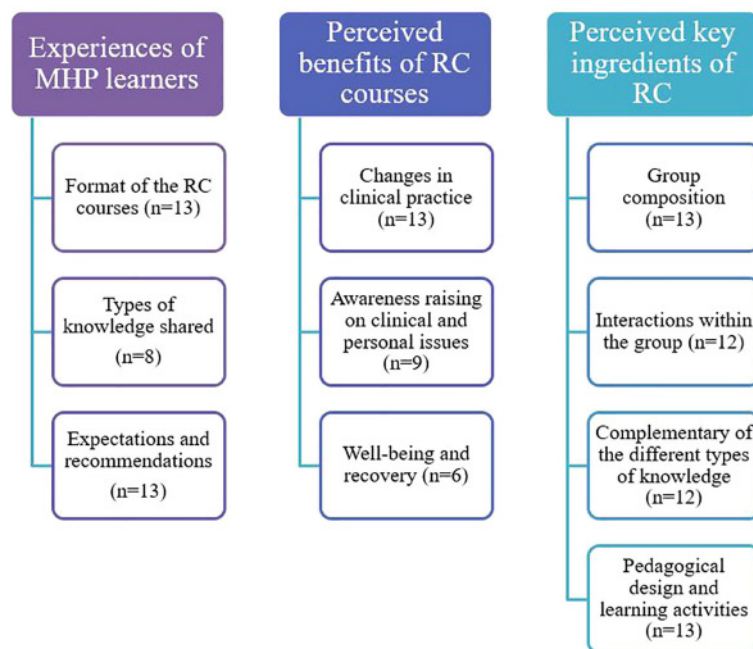 Experiences of
MHP learners
Format of the RC
courses (n=13)
Types of
knowledge shared
(n=8)
Expectations and
recommendations
(n=13)
Perceived
benefits of RC
courses
Changes in
clinical practice
(n=13)
Awareness raising
on clinical and
personal issues
(n=9)
Well-being and
recovery (n=6)
Perceived key
ingredients of
RC
Group
composition
(n=13)
Interactions within
the group (n=12)
Complementary of
the different types
of knowledge
(n=12)
Pedagogical
design and
learning activities
(n=13)